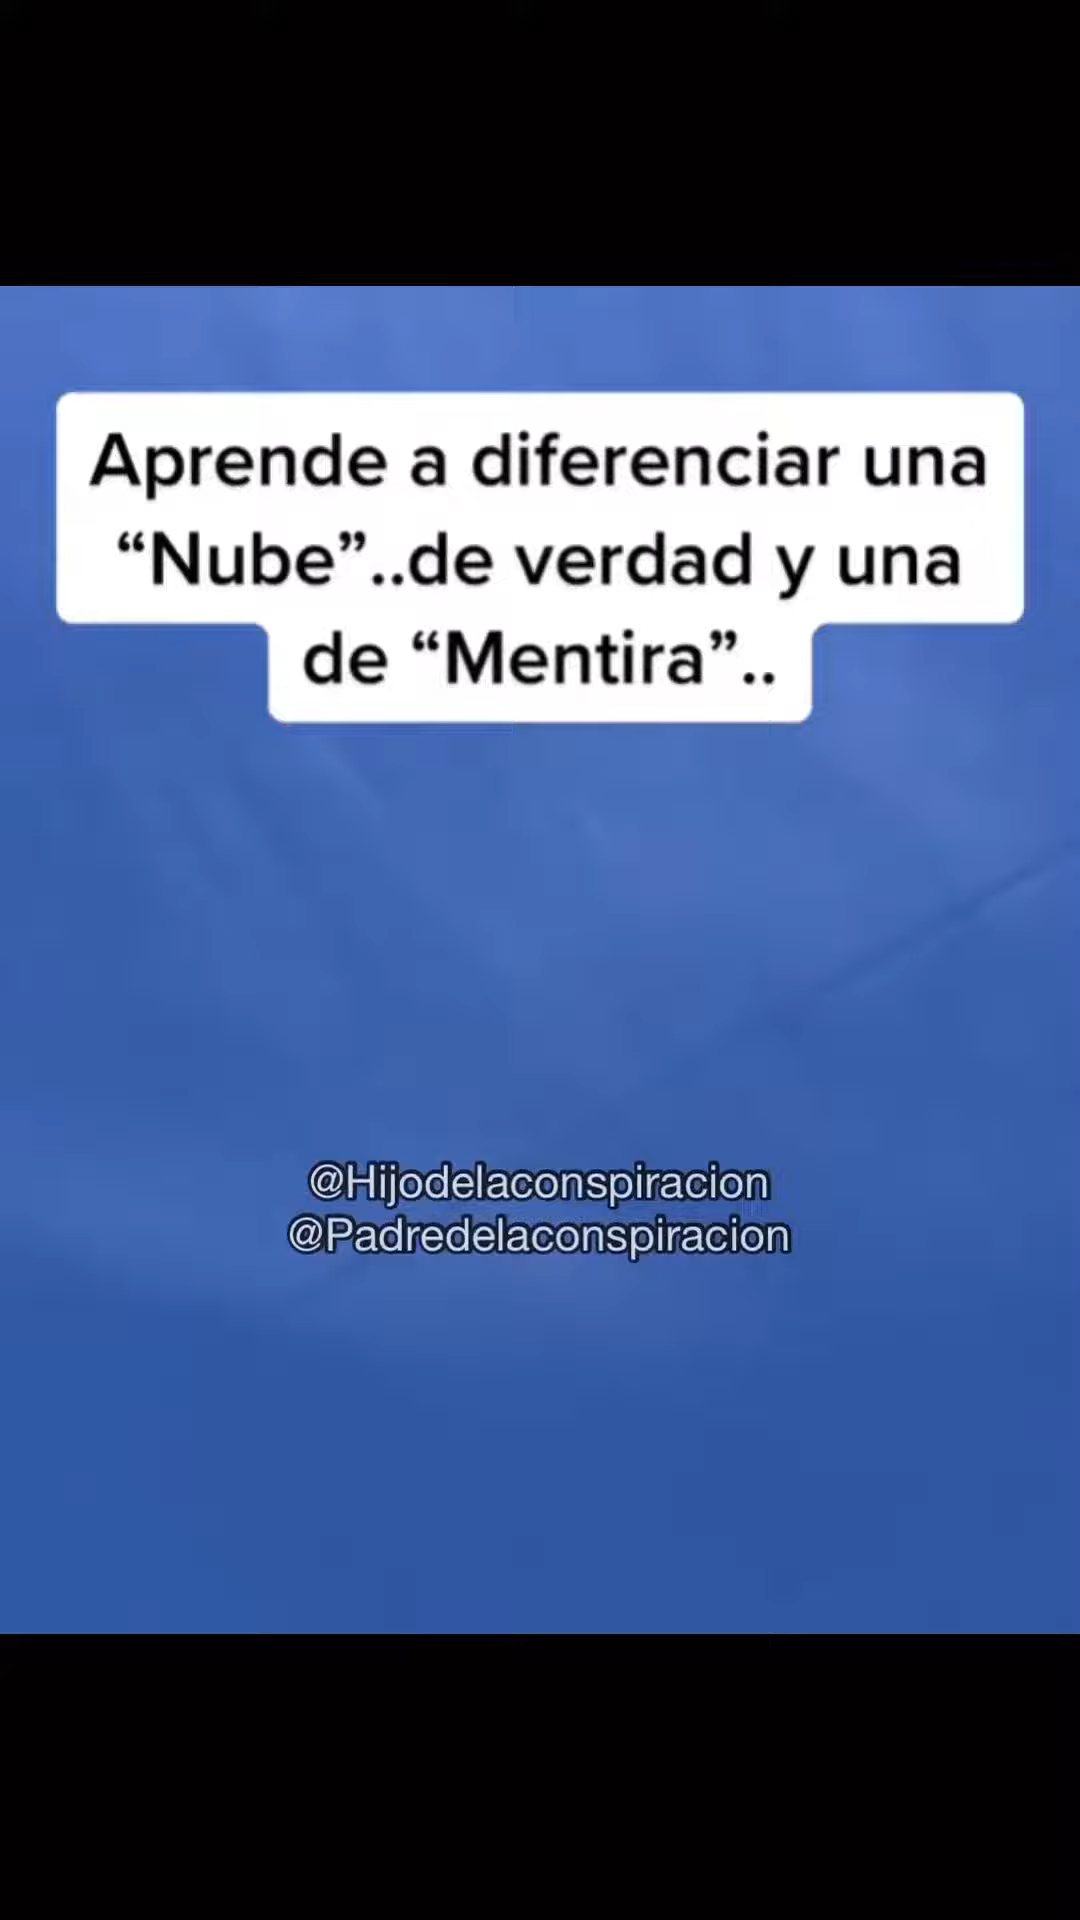 Aprende a diferenciar una
“Nube”..de verdad y una
de “Mentira”..
@Hijodelaconspiracion
@Padredelaconspiracion